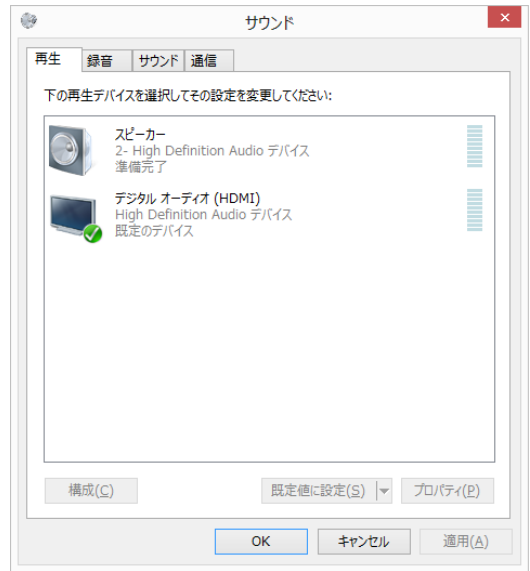 サウンド
再生 録音 サウンド 通信
下の再生デバイスを選択してその設定を変更してください:
スピーカー
2- High Definition Audio デバイス
準備完了
デジタル オーディオ (HDMI)
High Definition Audio デバイス
既定のデバイス
構成(C) 既定値に設定(S) プロパティ(P)
OK キャンセル 適用(A)